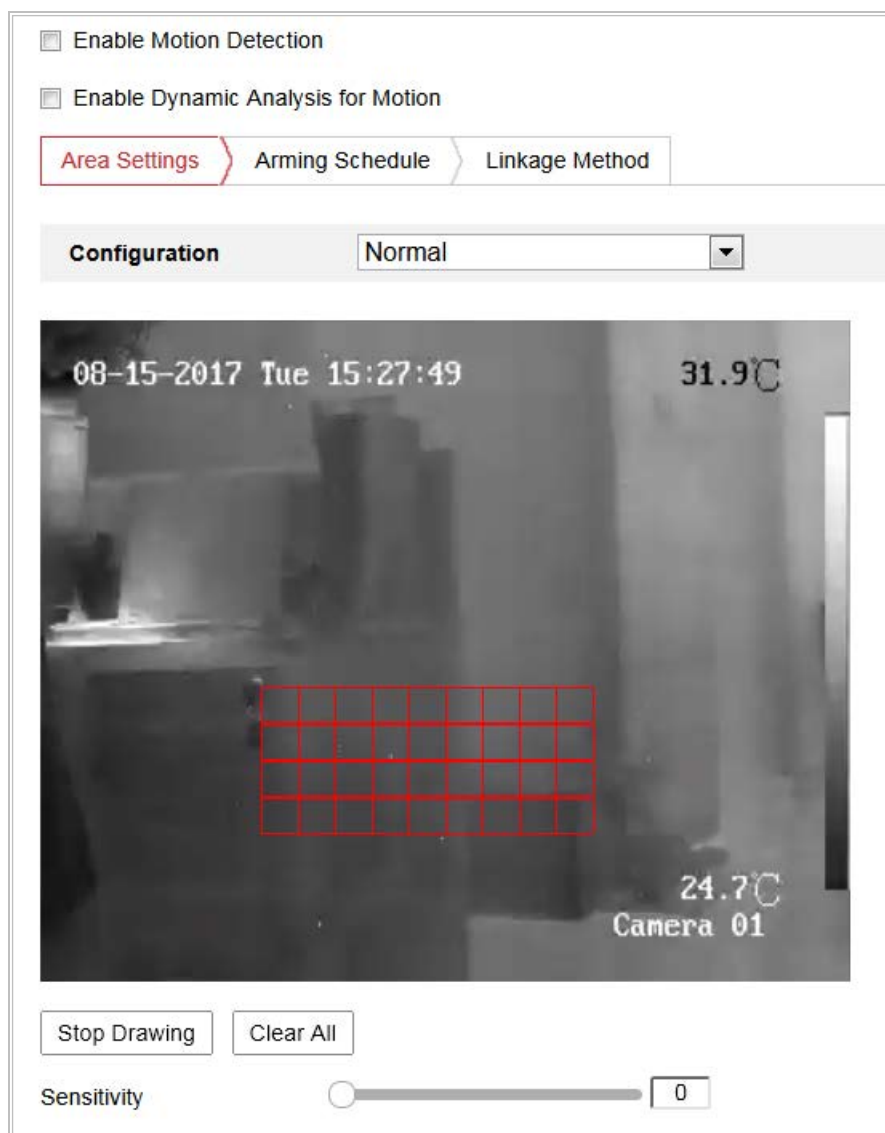 Enable Motion Detection
Enable Dynamic Analysis for Motion
Area Settings
Arming Schedule
Linkage Method
Configuration
Normal
08-15-2017 Tue 15:27:49
31.9℃
24.7℃
Camera 01
Stop Drawing
Clear All
Sensitivity
0